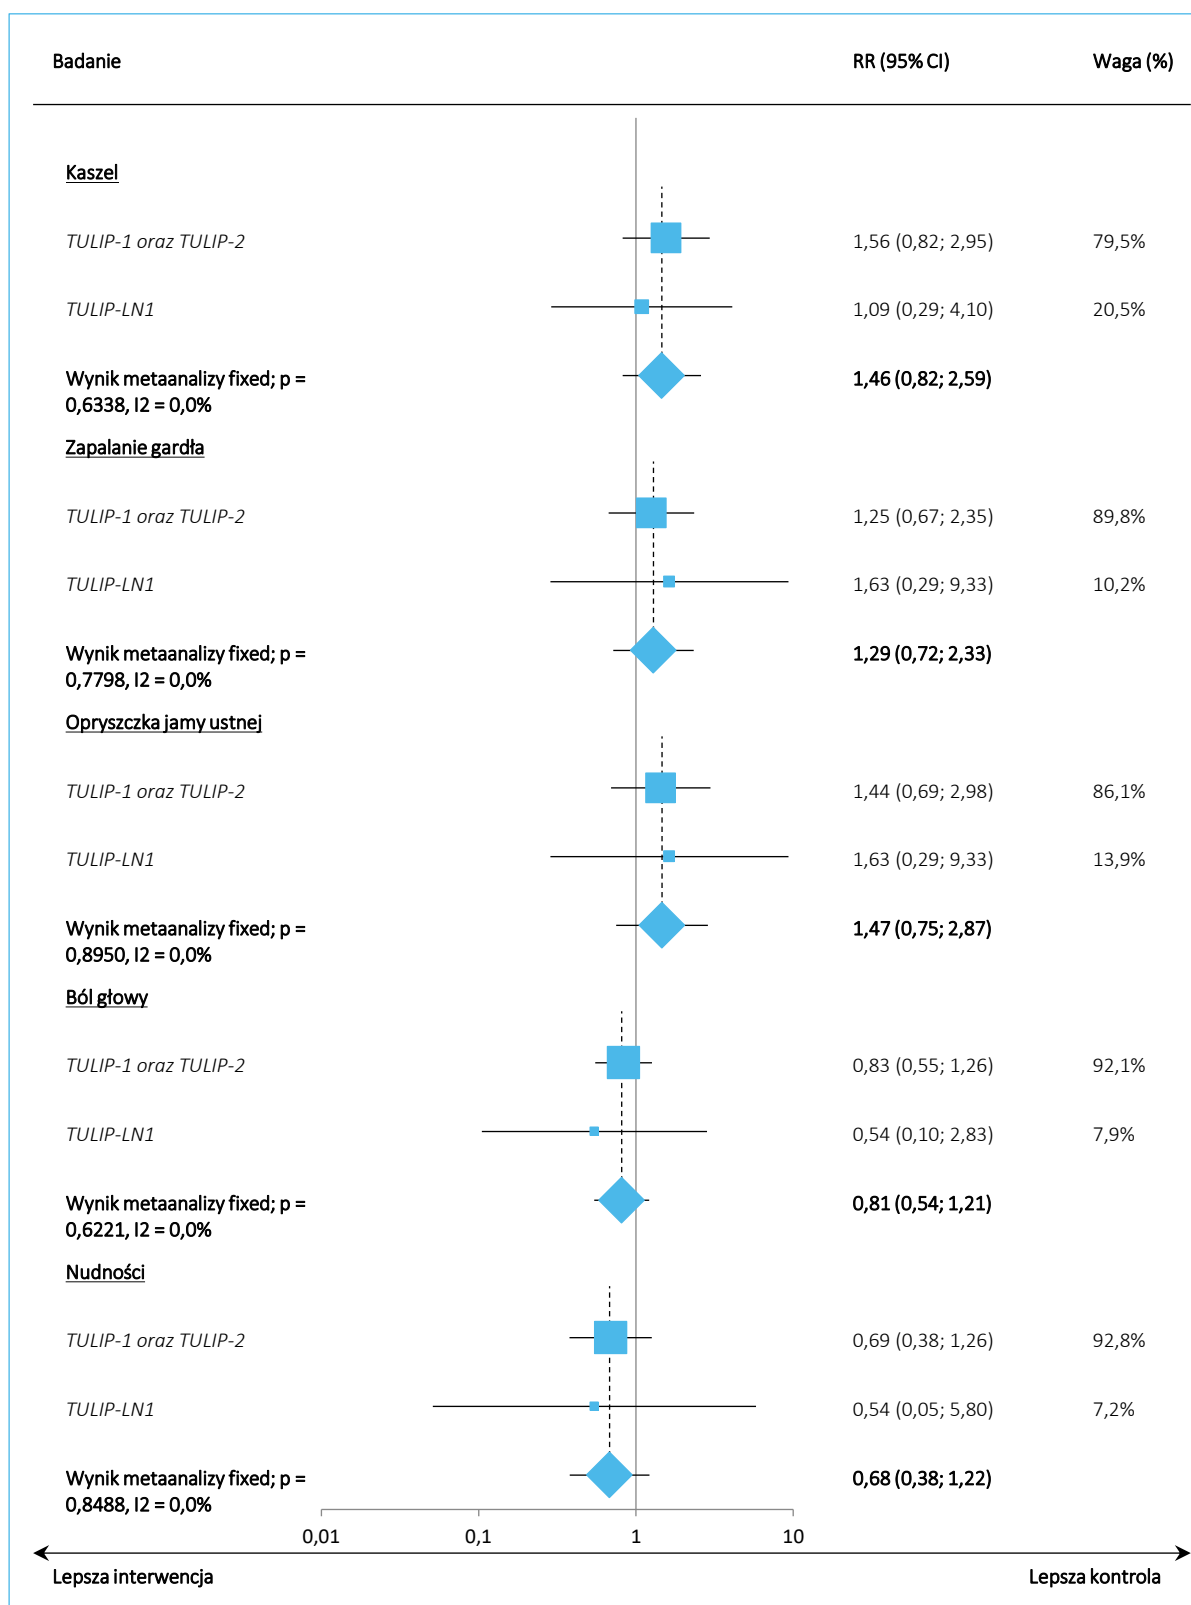 Badanie RR (95% CI) Waga (%)
Kaszel
TULIP-1 oraz TULIP-2 1,56 (0,82; 2,95) 79,5%
TULIP-LN1 1,09 (0,29; 4,10) 20,5%
Wynik metaanalizy fixed; p = 1,46 (0,82; 2,59)
0,6338, I2 = 0,0%
Zapalanie gardła
TULIP-1 oraz TULIP-2 1,25 (0,67; 2,35) 89,8%
TULIP-LN1 1,63 (0,29; 9,33) 10,2%
Wynik metaanalizy fixed; p = 1,29 (0,72; 2,33)
0,7798, I2 = 0,0%
Opryszczka jamy ustnej
TULIP-1 oraz TULIP-2 1,44 (0,69; 2,98) 86,1%
TULIP-LN1 1,63 (0,29; 9,33) 13,9%
Wynik metaanalizy fixed; p = 1,47 (0,75; 2,87)
0,8950, I2 = 0,0%
Ból głowy
TULIP-1 oraz TULIP-2 0,83 (0,55; 1,26) 92,1%
TULIP-LN1 0,54 (0,10; 2,83) 7,9%
Wynik metaanalizy fixed; p = 0,81 (0,54; 1,21)
0,6221, I2 = 0,0%
Nudności
TULIP-1 oraz TULIP-2 0,69 (0,38; 1,26) 92,8%
TULIP-LN1 0,54 (0,05; 5,80) 7,2%
Wynik metaanalizy fixed; p = 0,68 (0,38; 1,22)
0,8488, I2 = 0,0%
0,01 0,1 1 10
Lepsza interwencja Lepsza kontrola